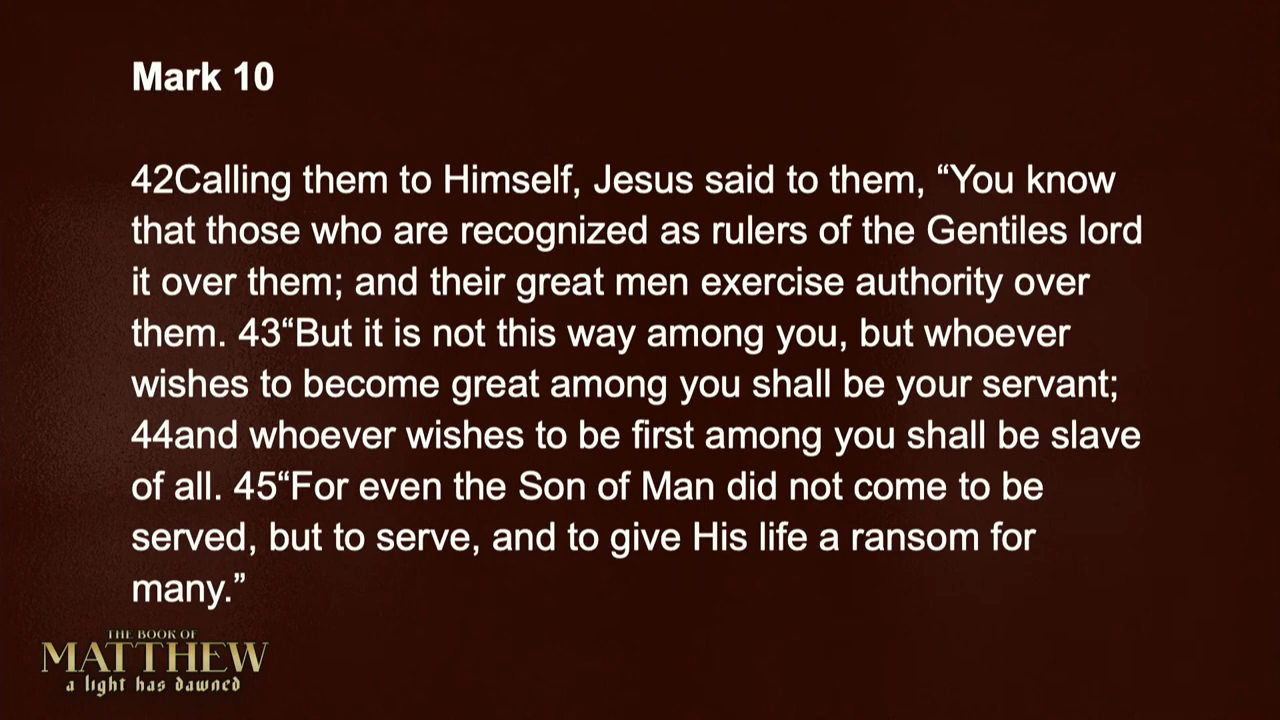 Mark 10
42Calling them to Himself, Jesus said to them, “You know
that those who are recognized as rulers of the Gentiles lord
it over them; and their great men exercise authority over
them. 43“But it is not this way among you, but whoever
wishes to become great among you shall be your servant;
44and whoever wishes to be first among you shall be slave
of all. 45“For even the Son of Man did not come to be
served, but to serve, and to give His life a ransom for
many.”
THE BOOK OF
MATTHEW
a light has dawned